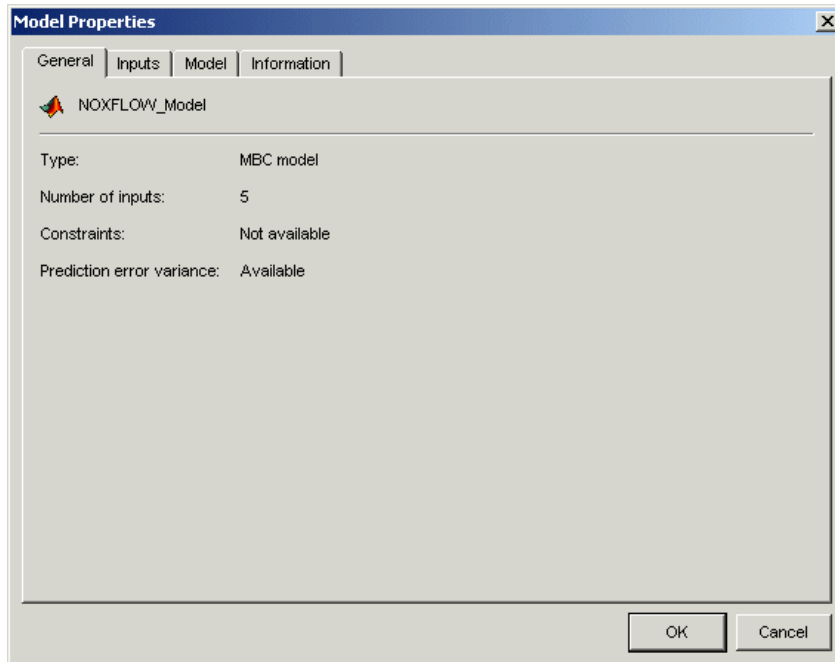 Model Properties
General Inputs Model Information
NOXFLOW_Model
Type: MBC model
Number of inputs: 5
Constraints: Not available
Prediction error variance: Available
OK Cancel